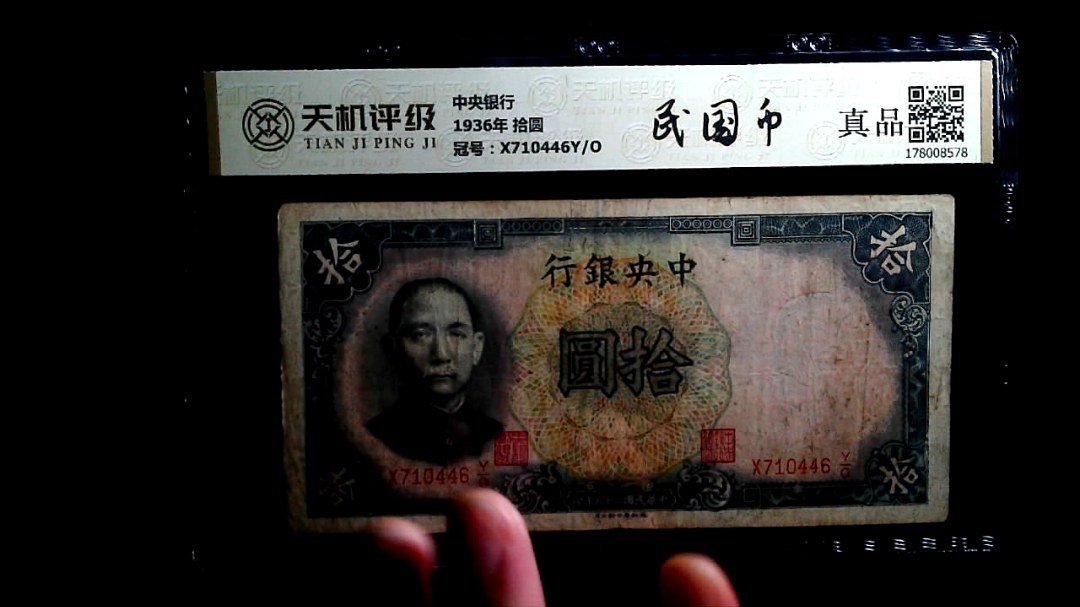 天机评级
TIAN JI PING JI
中央银行
1936年 拾圆
冠号：X710446Y/O
民国币
真品
178008578
拾
拾
行銀央中
圓拾
X710446 Y/O
X710446 Y/O
拾